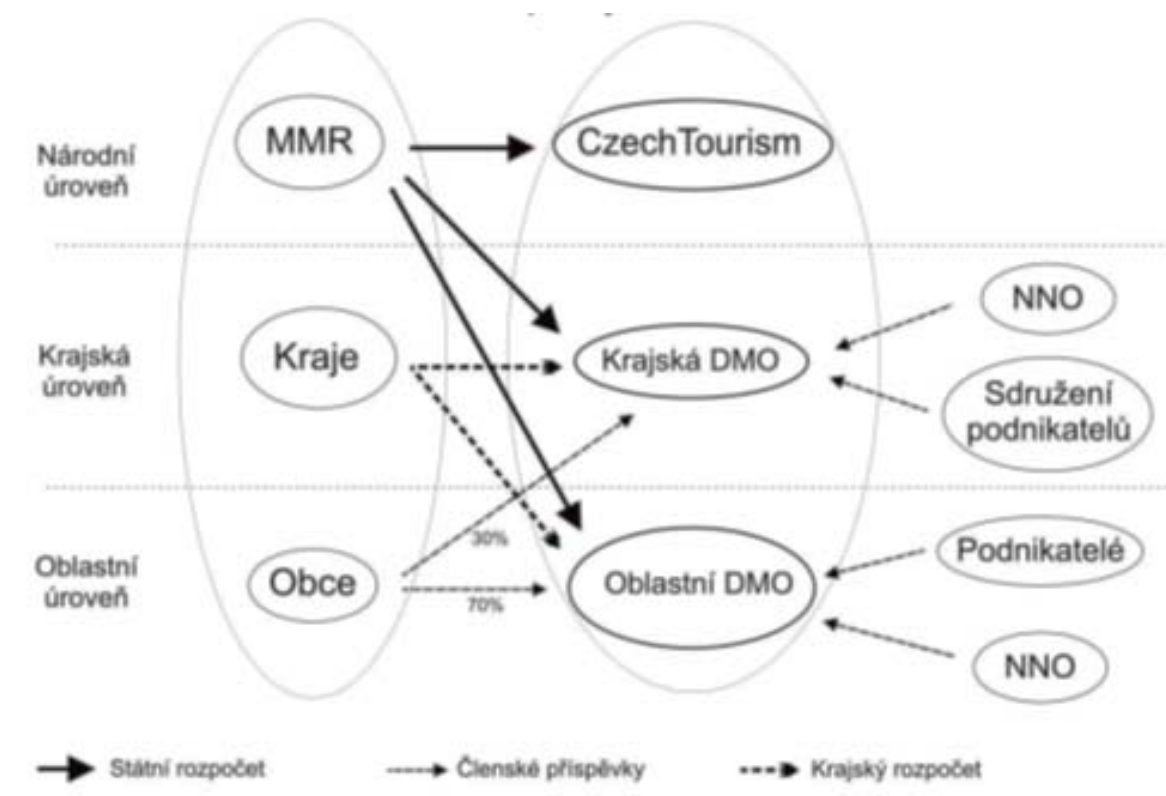 MMR
CzechTourism
Národní
úroveň
NNO
Krajská
úroveň
Kraje
Krajská DMO
Sdružení
podnikatelů
30%
Oblastní
úroveň
Obce
70%
Oblastní DMO
Podnikatelé
NNO
Státní rozpočet
Členské příspěvky
Krajský rozpočet